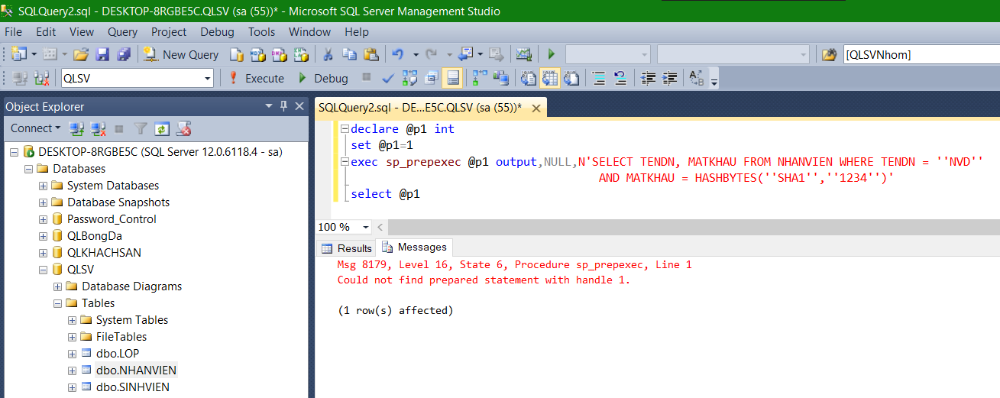 SQLQuery2.sql - DESKTOP-8RGBE5C.QLSV (sa (55))* - Microsoft SQL Server Management Studio
File Edit View Query Project Debug Tools Window Help
New Query
[QLSVNhom]
QLSV
Execute
Debug
Object Explorer
Connect
DESKTOP-8RGBE5C (SQL Server 12.0.6118.4 - sa)
Databases
System Databases
Database Snapshots
Password_Control
QLBongDa
QLKHACHSAN
QLSV
Database Diagrams
Tables
System Tables
FileTables
dbo.LOP
dbo.NHANVIEN
dbo.SINHVIEN
SQLQuery2.sql - DE...E5C.QLSV (sa (55))*
declare @p1 int
set @p1=1
exec sp_prepexec @p1 output,NULL,N'SELECT TENDN, MATKHAU FROM NHANVIEN WHERE TENDN = ''NVD''
AND MATKHAU = HASHBYTES(''SHA1'',''1234'')'
select @p1
100 %
Results Messages
Msg 8179, Level 16, State 6, Procedure sp_prepexec, Line 1
Could not find prepared statement with handle 1.
(1 row(s) affected)